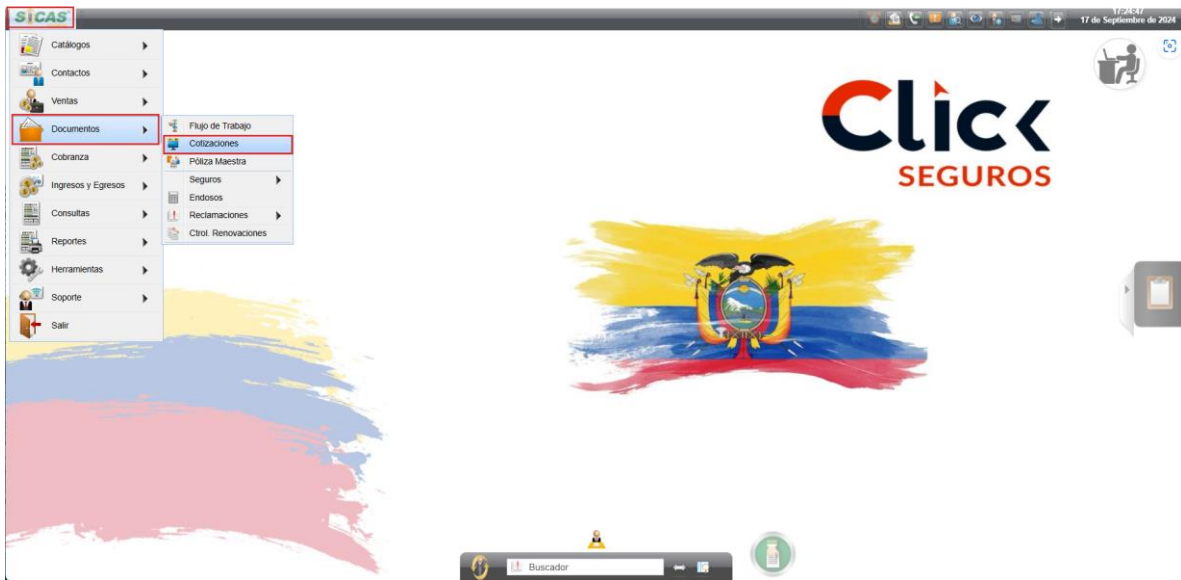 SICAS
17:24:47
17 de Septiembre de 2024
Catálogos
Contactos
Ventas
Documentos
Cobranza
Ingresos y Egresos
Consultas
Reportes
Herramientas
Soporte
Salir
Flujo de Trabajo
Cotizaciones
Póliza Maestra
Seguros
Endosos
Reclamaciones
Ctrol. Renovaciones
Click
SEGUROS
Buscador